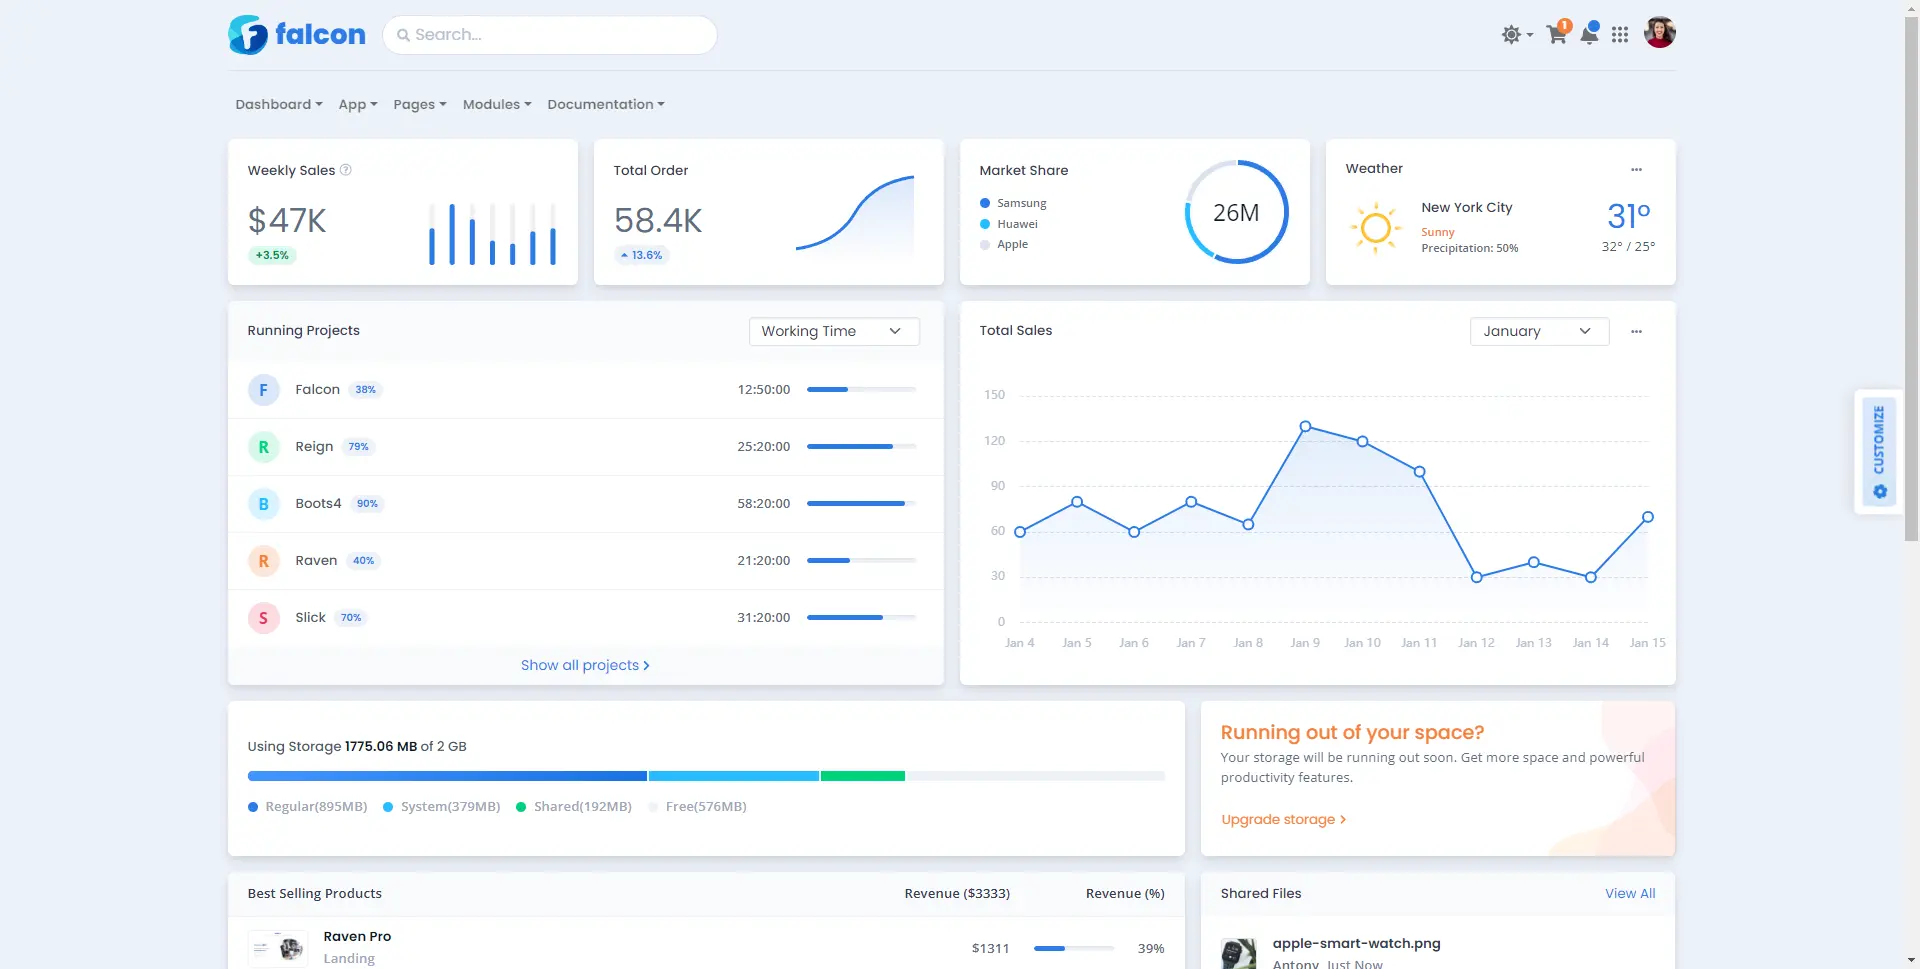 falcon
Search...
1
Dashboard App Pages Modules Documentation
Weekly Sales
$47K
+3.5%
Total Order
58.4K
13.6%
Market Share
Samsung
Huawei
Apple
26M
Weather
New York City
Sunny
Precipitation: 50%
31°
32° / 25°
Running Projects
Working Time
F Falcon 38% 12:50:00
R Reign 79% 25:20:00
B Boots4 90% 58:20:00
R Raven 40% 21:20:00
S Slick 70% 31:20:00
Show all projects
Total Sales
January
150
120
90
60
30
0
Jan 4 Jan 5 Jan 6 Jan 7 Jan 8 Jan 9 Jan 10 Jan 11 Jan 12 Jan 13 Jan 14 Jan 15
CUSTOMIZE
Using Storage 1775.06 MB of 2 GB
Regular(895MB) System(379MB) Shared(192MB) Free(576MB)
Running out of your space?
Your storage will be running out soon. Get more space and powerful
productivity features.
Upgrade storage
Best Selling Products Revenue ($3333) Revenue (%)
Raven Pro
Landing
$1311 39%
Shared Files View All
apple-smart-watch.png
Antony Just Now